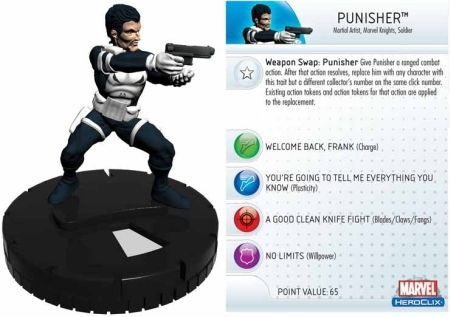 PUNISHER™
Martial Artist, Marvel Knights, Soldier
Weapon Swap: Punisher Give Punisher a ranged combat
action. After that action resolves, replace him with any character with
this trait but a different collector's number on the same click number.
Existing action tokens and action tokens for that action are applied
to the replacement.
WELCOME BACK, FRANK (Charge)
YOU'RE GOING TO TELL ME EVERYTHING YOU
KNOW (Plasticity)
A GOOD CLEAN KNIFE FIGHT (Blades/Claws/Fangs)
NO LIMITS (Willpower)
POINT VALUE: 65
MARVEL
HEROCLIX